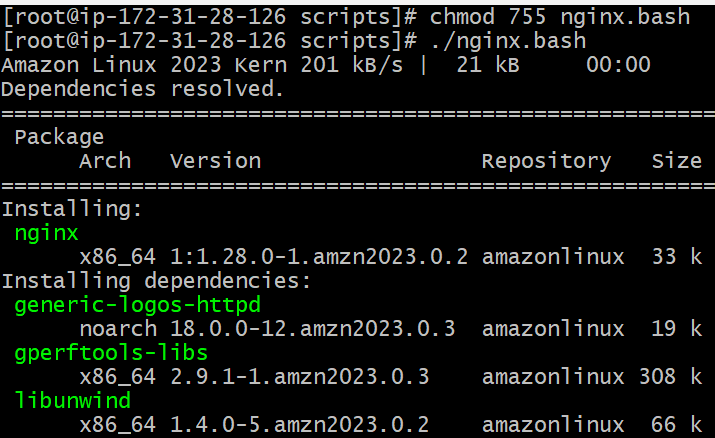 [root@ip-172-31-28-126 scripts]# chmod 755 nginx.bash
[root@ip-172-31-28-126 scripts]# ./nginx.bash
Amazon Linux 2023 Kern 201 kB/s |  21 kB     00:00
Dependencies resolved.
=======================================================
 Package
      Arch   Version                 Repository   Size
=======================================================
Installing:
 nginx
      x86_64 1:1.28.0-1.amzn2023.0.2 amazonlinux  33 k
Installing dependencies:
 generic-logos-httpd
      noarch 18.0.0-12.amzn2023.0.3  amazonlinux  19 k
 gperftools-libs
      x86_64 2.9.1-1.amzn2023.0.3    amazonlinux 308 k
 libunwind
      x86_64 1.4.0-5.amzn2023.0.2    amazonlinux  66 k